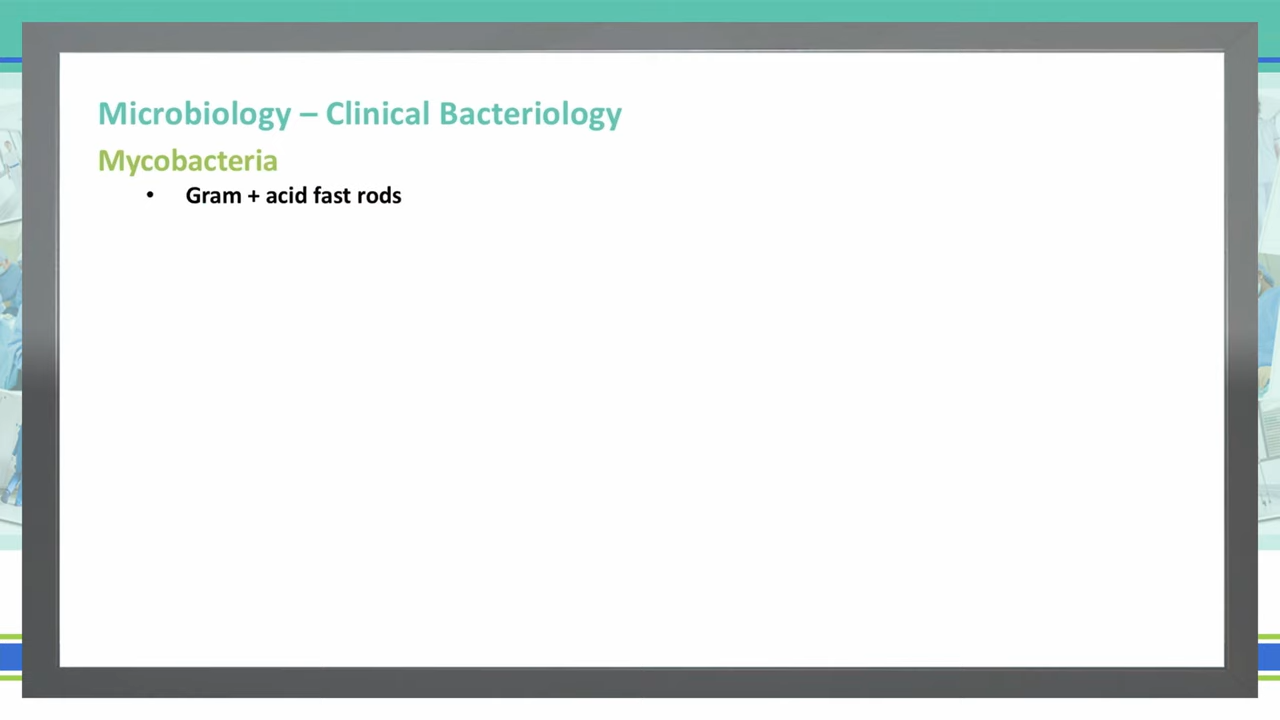 Microbiology – Clinical Bacteriology
Mycobacteria
• Gram + acid fast rods